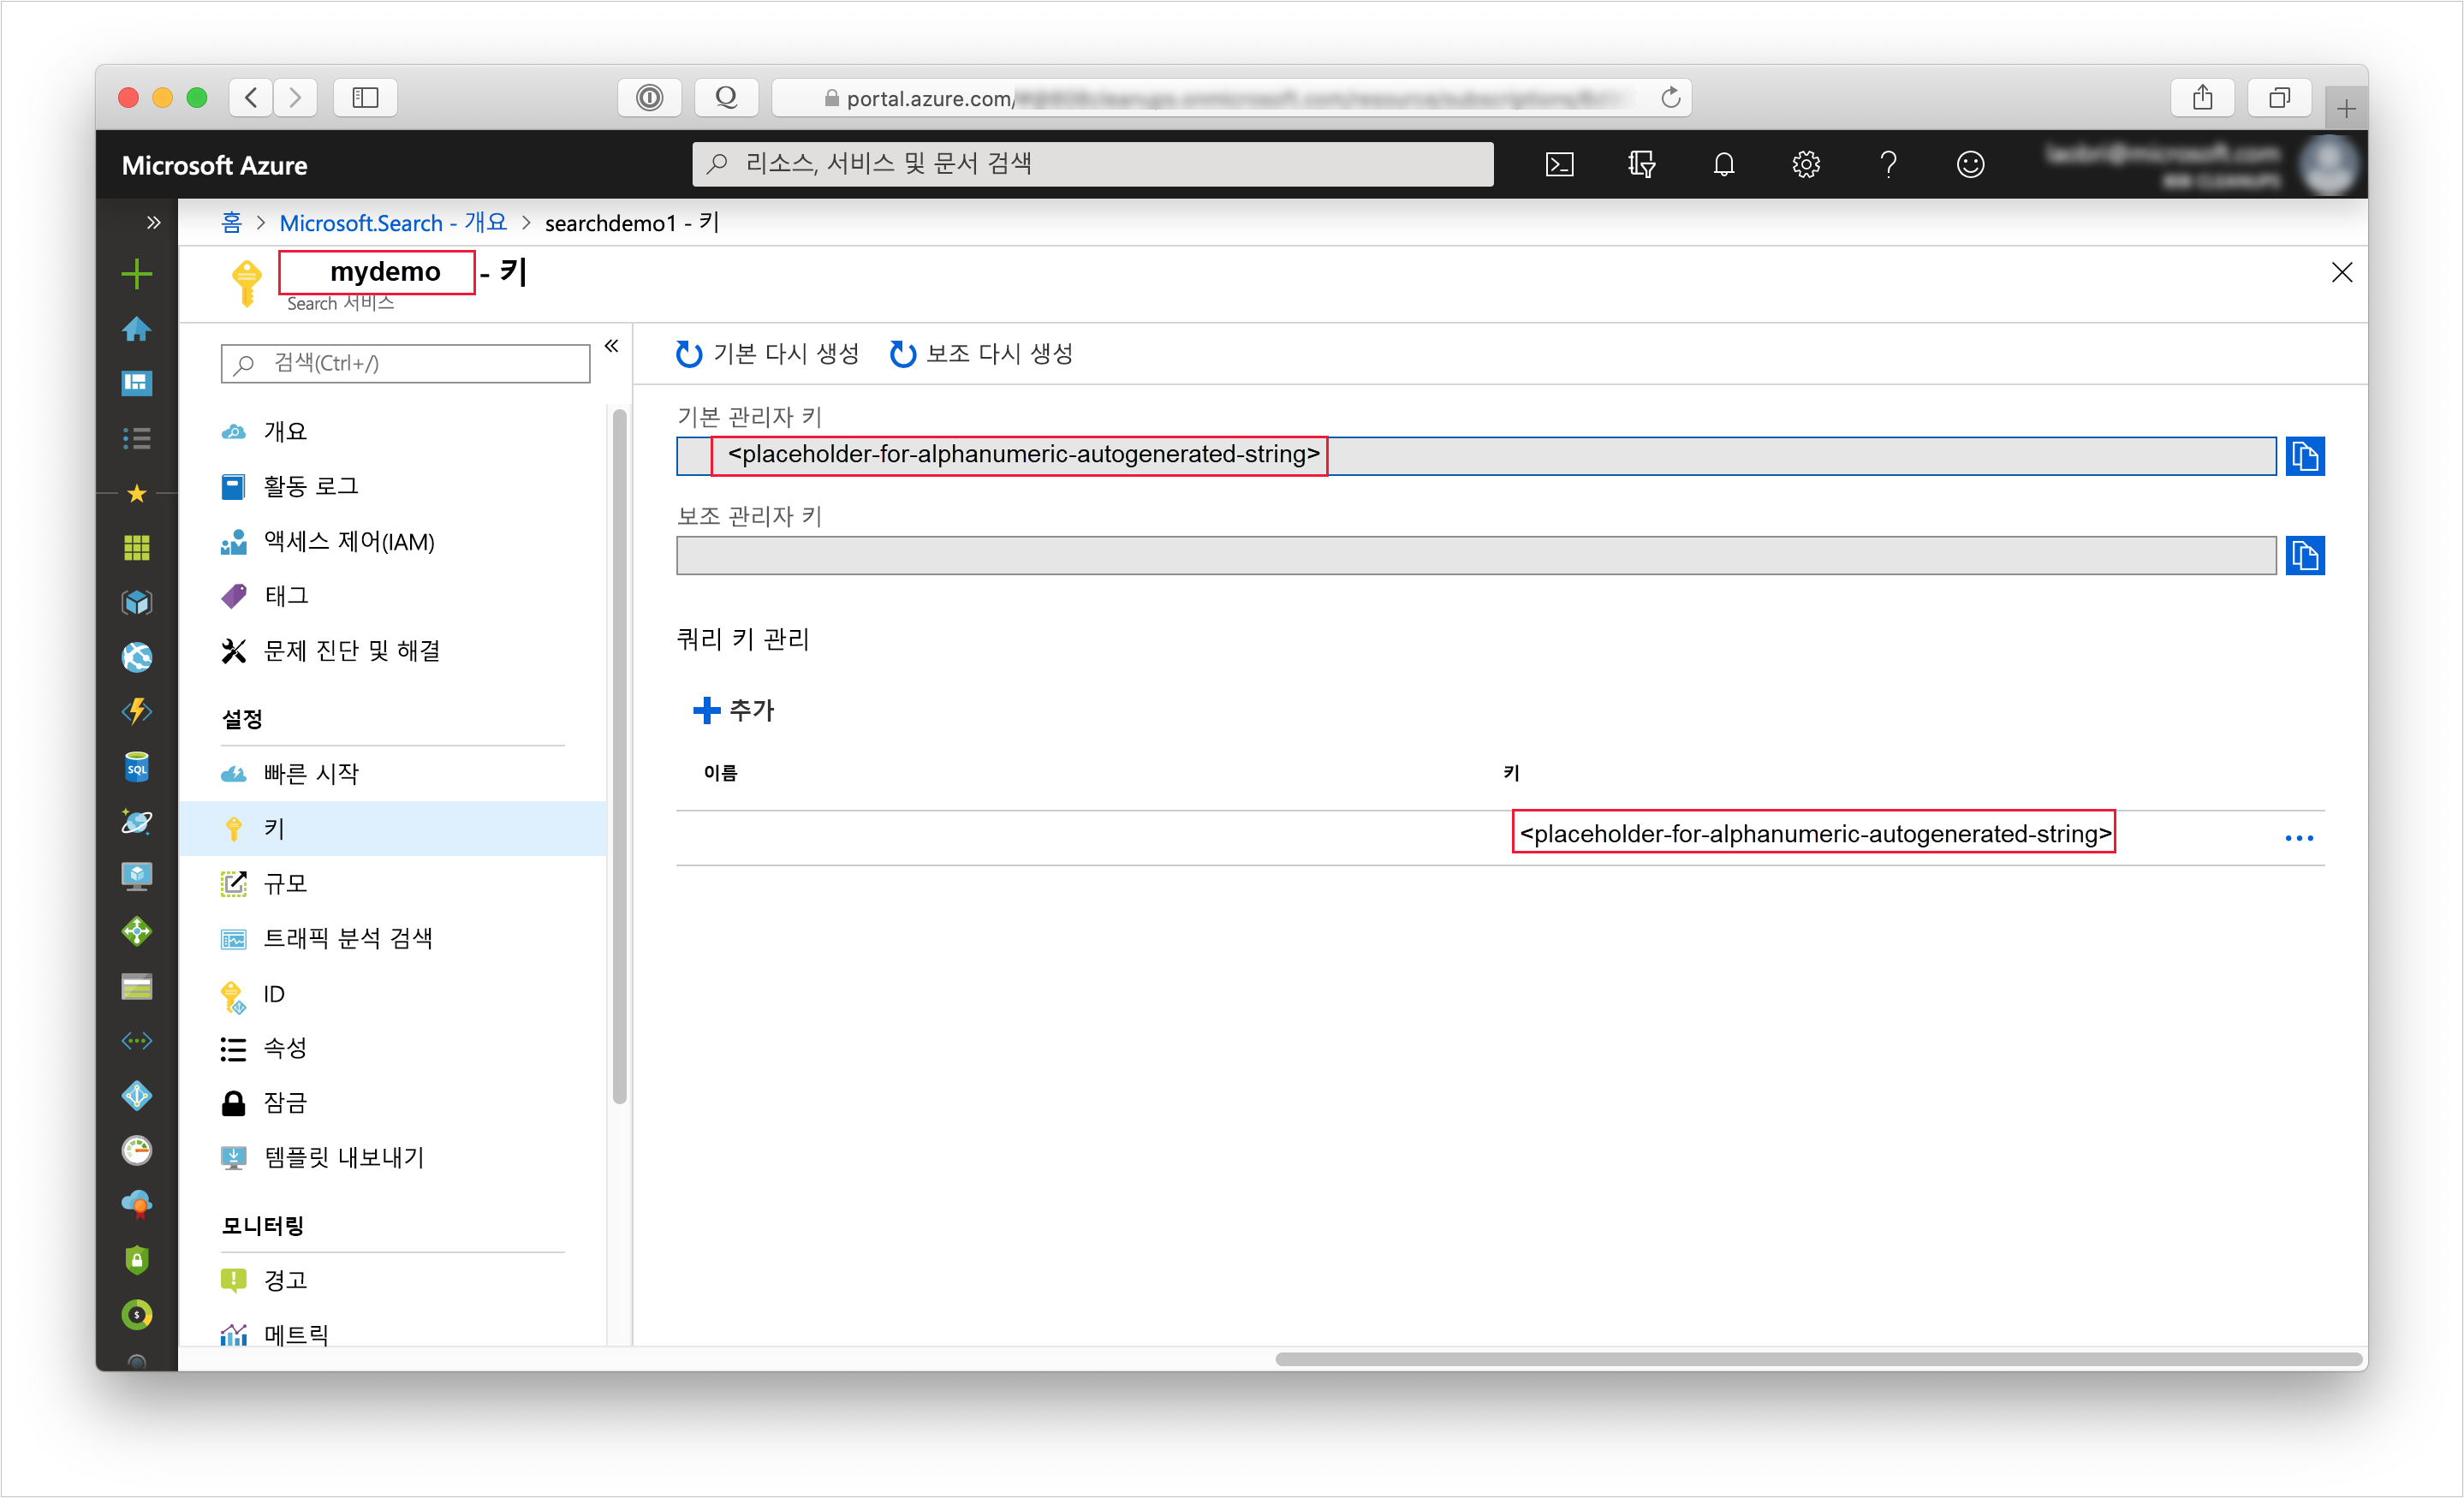 portal.azure.com/
Microsoft Azure
리소스, 서비스 및 문서 검색
홈 > Microsoft.Search - 개요 > searchdemo1 - 키
mydemo - 키
Search 서비스
검색(Ctrl+/)
개요
활동 로그
액세스 제어(IAM)
태그
문제 진단 및 해결
설정
빠른 시작
키
규모
트래픽 분석 검색
ID
속성
잠금
템플릿 내보내기
모니터링
경고
메트릭
기본 다시 생성 보조 다시 생성
기본 관리자 키
<placeholder-for-alphanumeric-autogenerated-string>
보조 관리자 키
쿼리 키 관리
추가
이름 키
<placeholder-for-alphanumeric-autogenerated-string>
SQL